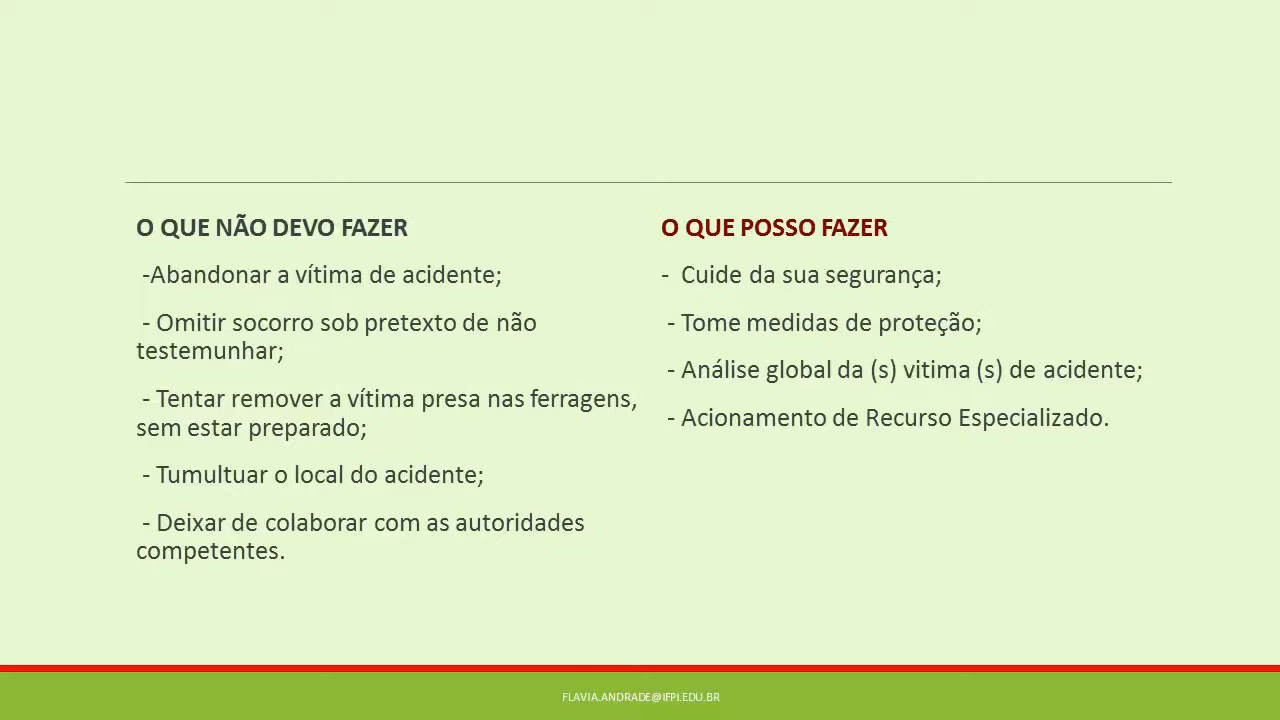 O QUE NÃO DEVO FAZER
-Abandonar a vítima de acidente;
- Omitir socorro sob pretexto de não
testemunhar;
- Tentar remover a vítima presa nas ferragens,
sem estar preparado;
- Tumultuar o local do acidente;
- Deixar de colaborar com as autoridades
competentes.
O QUE POSSO FAZER
- Cuide da sua segurança;
- Tome medidas de proteção;
- Análise global da (s) vitima (s) de acidente;
- Acionamento de Recurso Especializado.
FLAVIA.ANDRADE@IFPI.EDU.BR